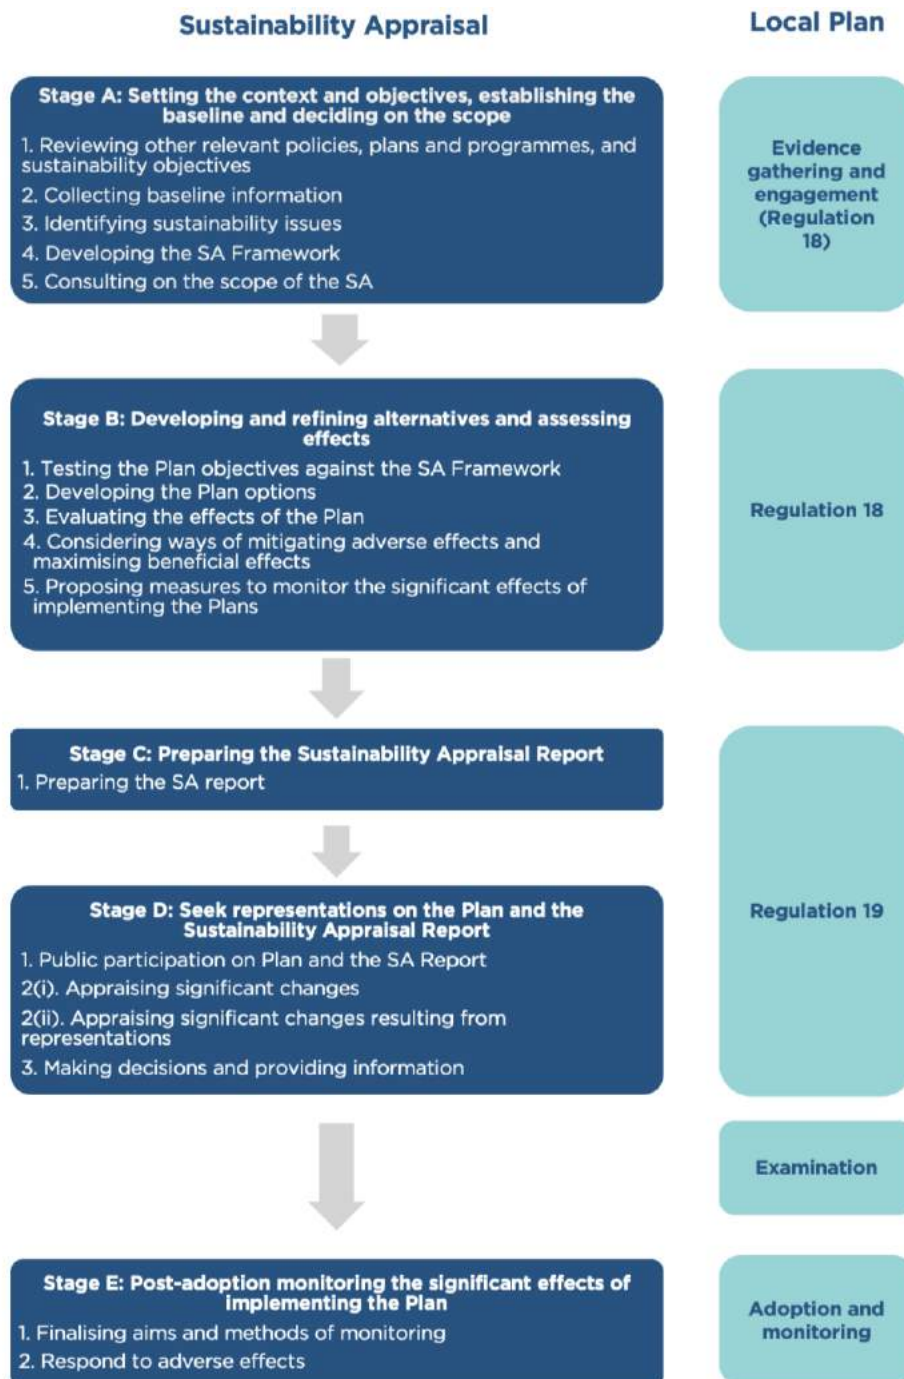 Sustainability Appraisal
Local Plan
Stage A: Setting the context and objectives, establishing the
baseline and deciding on the scope
1. Reviewing other relevant policies, plans and programmes, and
sustainability objectives
2. Collecting baseline information
3. Identifying sustainability issues
4. Developing the SA Framework
5. Consulting on the scope of the SA
Evidence
gathering and
engagement
(Regulation
18)
Stage B: Developing and refining alternatives and assessing
effects
1. Testing the Plan objectives against the SA Framework
2. Developing the Plan options
3. Evaluating the effects of the Plan
4. Considering ways of mitigating adverse effects and
maximising beneficial effects
5. Proposing measures to monitor the significant effects of
implementing the Plans
Regulation 18
Stage C: Preparing the Sustainability Appraisal Report
1. Preparing the SA report
Stage D: Seek representations on the Plan and the
Sustainability Appraisal Report
1. Public participation on Plan and the SA Report
2(i). Appraising significant changes
2(ii). Appraising significant changes resulting from
representations
3. Making decisions and providing information
Regulation 19
Examination
Stage E: Post-adoption monitoring the significant effects of
implementing the Plan
1. Finalising aims and methods of monitoring
2. Respond to adverse effects
Adoption and
monitoring